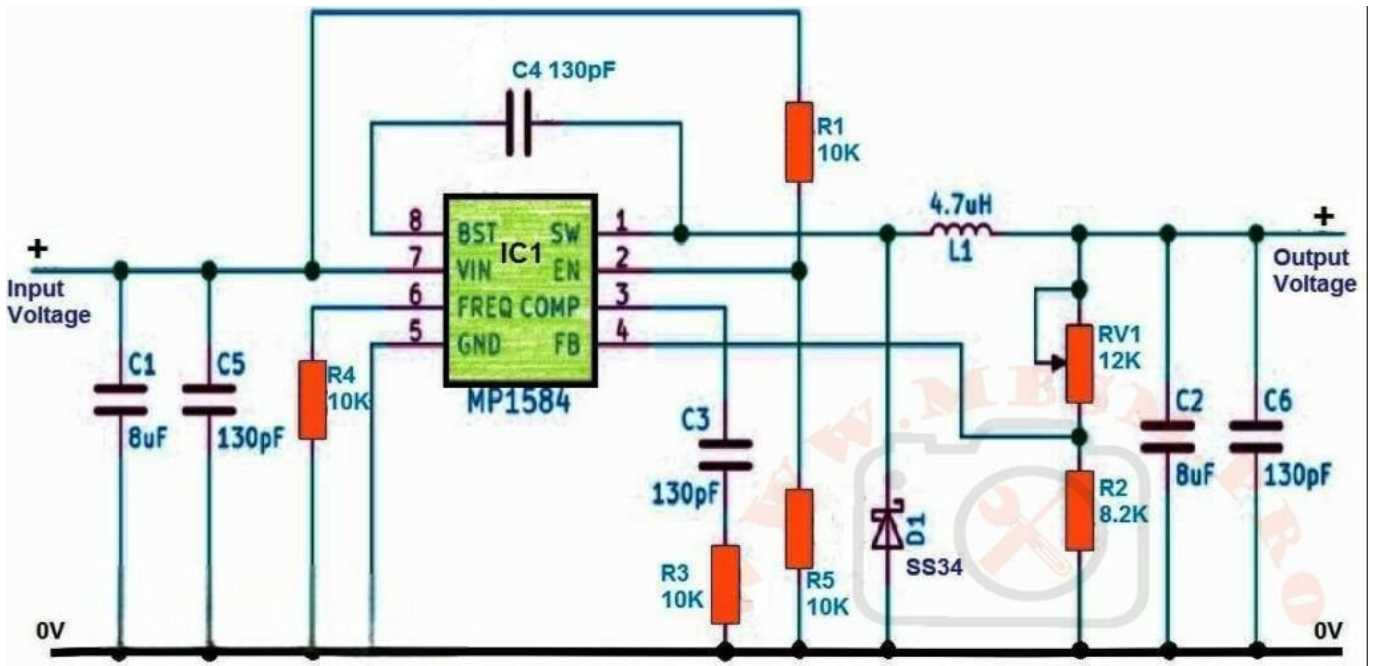 C4 130pF
R1
10K
4.7uH
L1
+
Input
Voltage
+
Output
Voltage
8
BST
SW
1
7
VIN
IC1
EN
2
6
FREQ
COMP
3
5
GND
FB
4
MP1584
C1
8uF
C5
130pF
R4
10K
C3
130pF
R3
10K
R5
10K
D1
SS34
RV1
12K
R2
8.2K
C2
8uF
C6
130pF
0V
0V